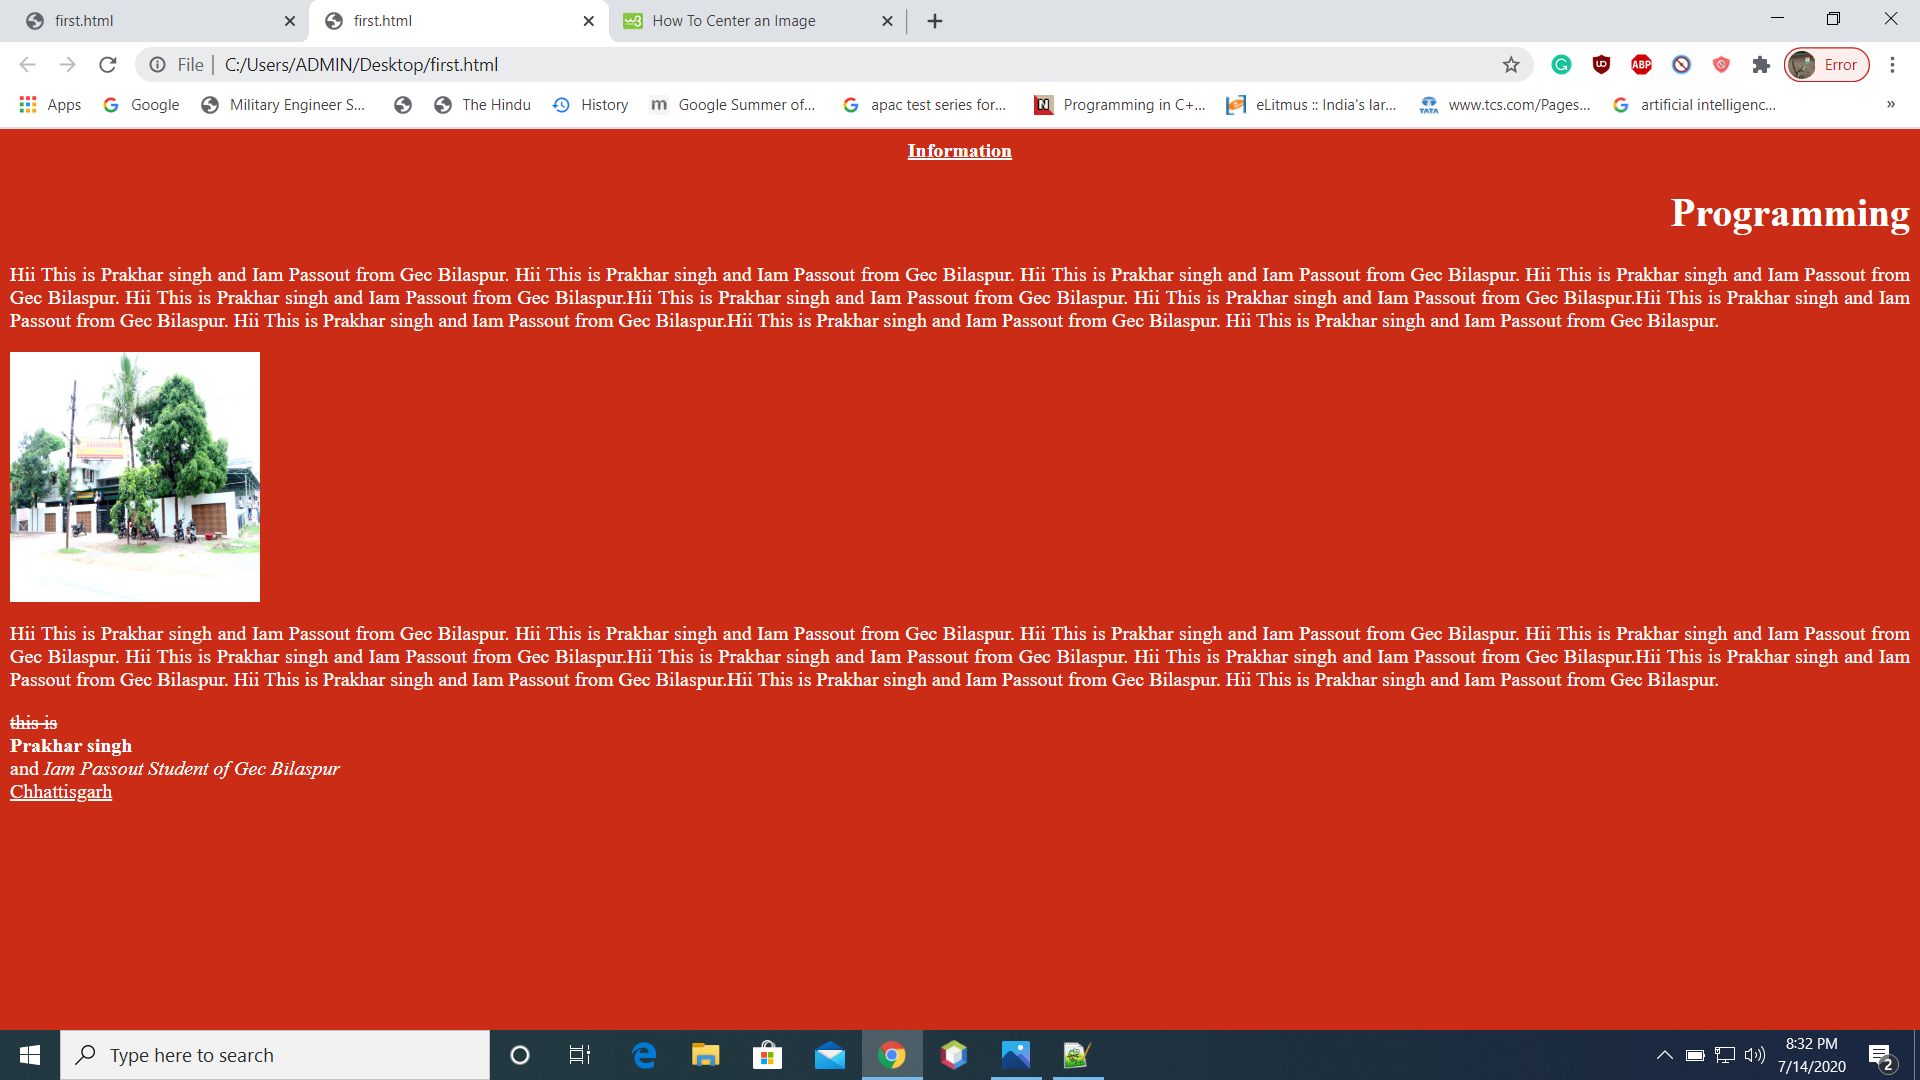 first.html
first.html
How To Center an Image
File
C:/Users/ADMIN/Desktop/first.html
ABP
Error
Apps
Google
Military Engineer S...
The Hindu
History
Google Summer of...
apac test series for...
Programming in C+...
eLitmus :: India's lar...
www.tcs.com/Pages...
artificial intelligenc...
»
Information
Programming
Hii This is Prakhar singh and Iam Passout from Gec Bilaspur. Hii This is Prakhar singh and Iam Passout from Gec Bilaspur. Hii This is Prakhar singh and Iam Passout from Gec Bilaspur. Hii This is Prakhar singh and Iam Passout from
Gec Bilaspur. Hii This is Prakhar singh and Iam Passout from Gec Bilaspur.Hii This is Prakhar singh and Iam Passout from Gec Bilaspur. Hii This is Prakhar singh and Iam Passout from Gec Bilaspur.Hii This is Prakhar singh and Iam
Passout from Gec Bilaspur. Hii This is Prakhar singh and Iam Passout from Gec Bilaspur.Hii This is Prakhar singh and Iam Passout from Gec Bilaspur. Hii This is Prakhar singh and Iam Passout from Gec Bilaspur.
Hii This is Prakhar singh and Iam Passout from Gec Bilaspur. Hii This is Prakhar singh and Iam Passout from Gec Bilaspur. Hii This is Prakhar singh and Iam Passout from Gec Bilaspur. Hii This is Prakhar singh and Iam Passout from
Gec Bilaspur. Hii This is Prakhar singh and Iam Passout from Gec Bilaspur.Hii This is Prakhar singh and Iam Passout from Gec Bilaspur. Hii This is Prakhar singh and Iam Passout from Gec Bilaspur.Hii This is Prakhar singh and Iam
Passout from Gec Bilaspur. Hii This is Prakhar singh and Iam Passout from Gec Bilaspur.Hii This is Prakhar singh and Iam Passout from Gec Bilaspur. Hii This is Prakhar singh and Iam Passout from Gec Bilaspur.
this is
Prakhar singh
and Iam Passout Student of Gec Bilaspur
Chhattisgarh
Type here to search
8:32 PM
7/14/2020
2